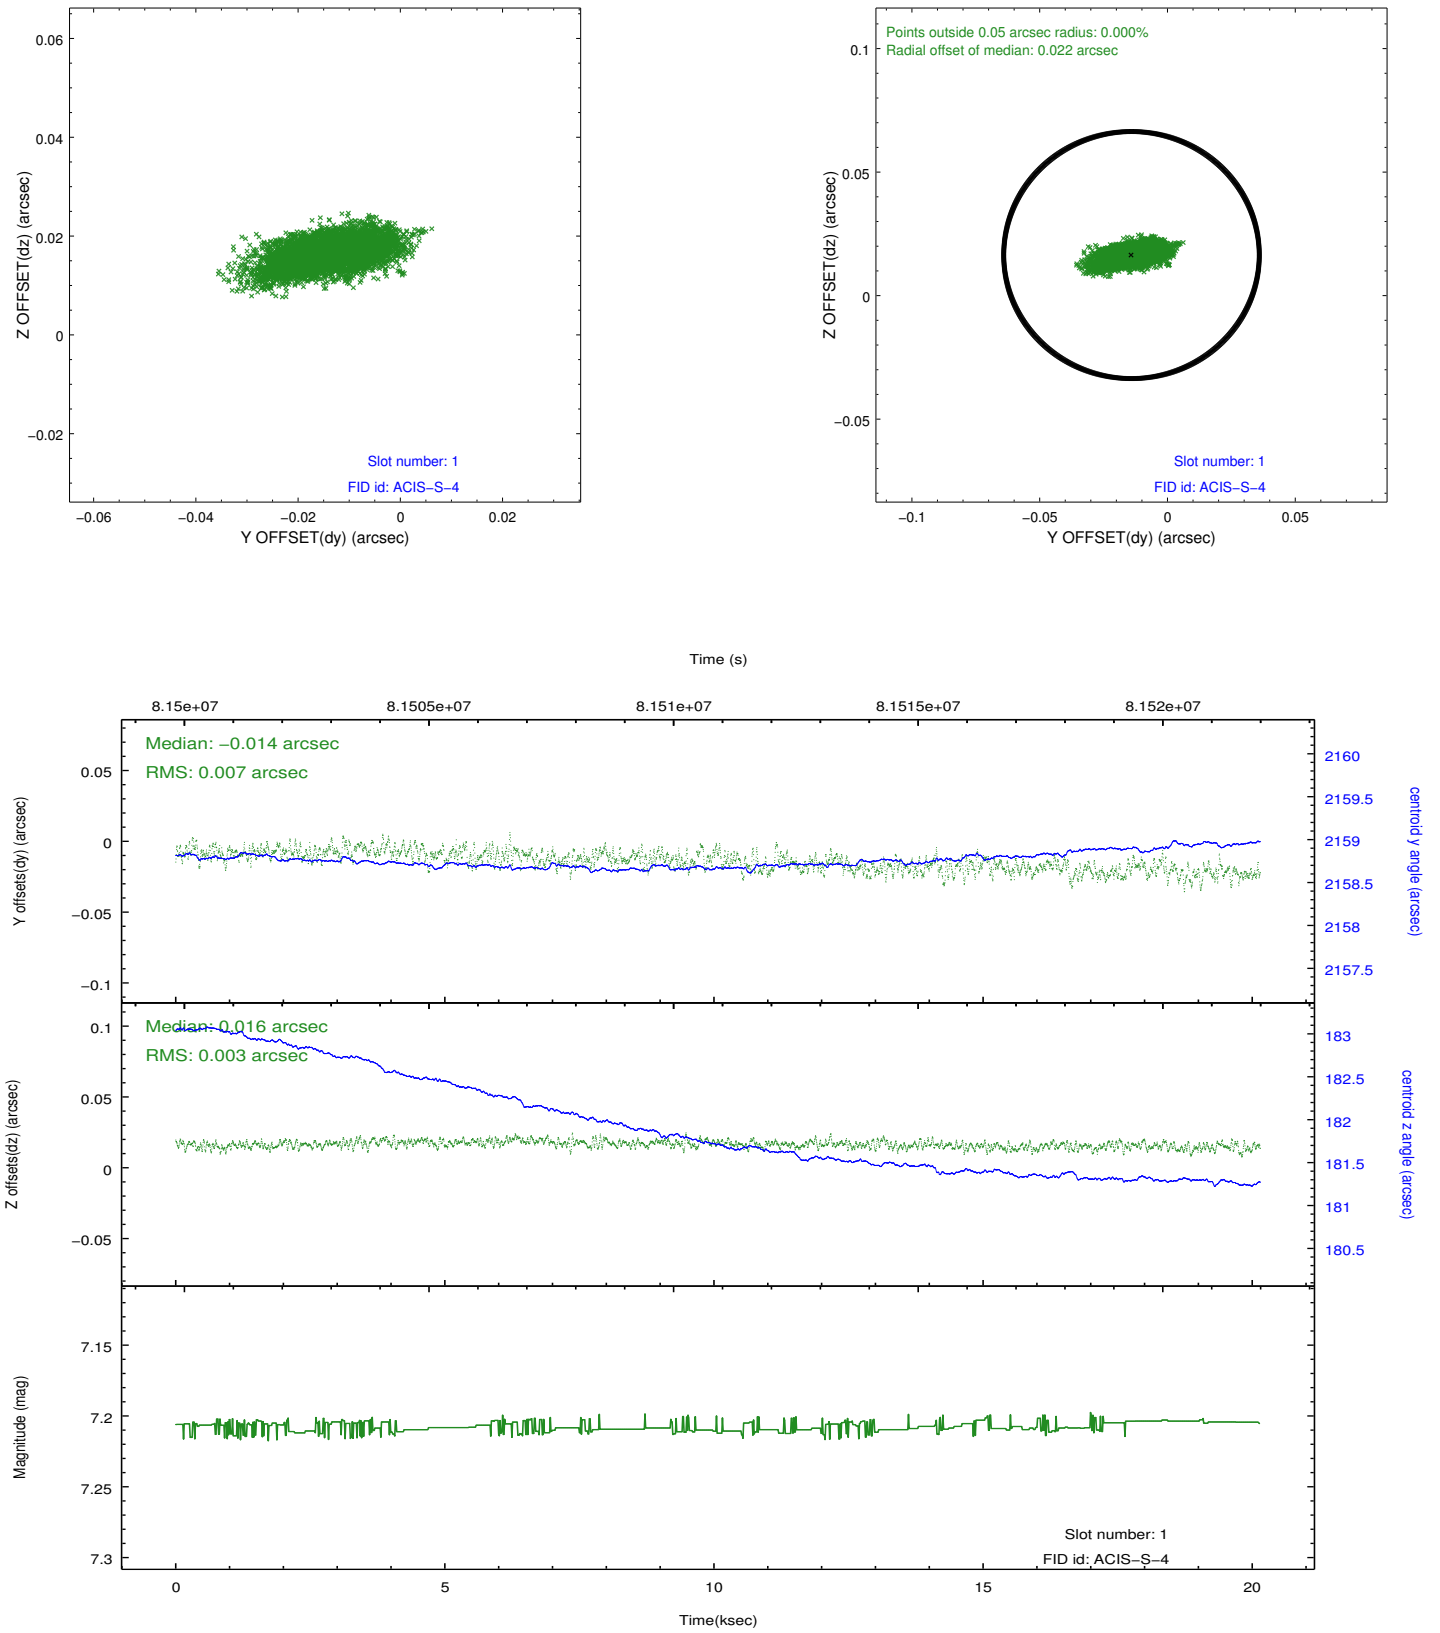 0.06
0.04
0.02
0
−0.02
Z OFFSET(dz) (arcsec)
Slot number: 1
FID id: ACIS−S−4
−0.06
−0.04
−0.02
0
0.02
Y OFFSET(dy) (arcsec)
Points outside 0.05 arcsec radius: 0.000%
Radial offset of median: 0.022 arcsec
0.1
0.05
0
−0.05
Z OFFSET(dz) (arcsec)
Slot number: 1
FID id: ACIS−S−4
−0.1
−0.05
0
0.05
Y OFFSET(dy) (arcsec)
Time (s)
8.15e+07
8.1505e+07
8.151e+07
8.1515e+07
8.152e+07
Median: −0.014 arcsec
RMS: 0.007 arcsec
0.05
0
−0.05
−0.1
Y offsets(dy) (arcsec)
2160
2159.5
2159
2158.5
2158
2157.5
centroid y angle (arcsec)
Median: 0.016 arcsec
RMS: 0.003 arcsec
0.1
0.05
0
−0.05
Z offsets(dz) (arcsec)
183
182.5
182
181.5
181
180.5
centroid z angle (arcsec)
7.15
7.2
7.25
7.3
Magnitude (mag)
Slot number: 1
FID id: ACIS−S−4
0
5
10
15
20
Time(ksec)